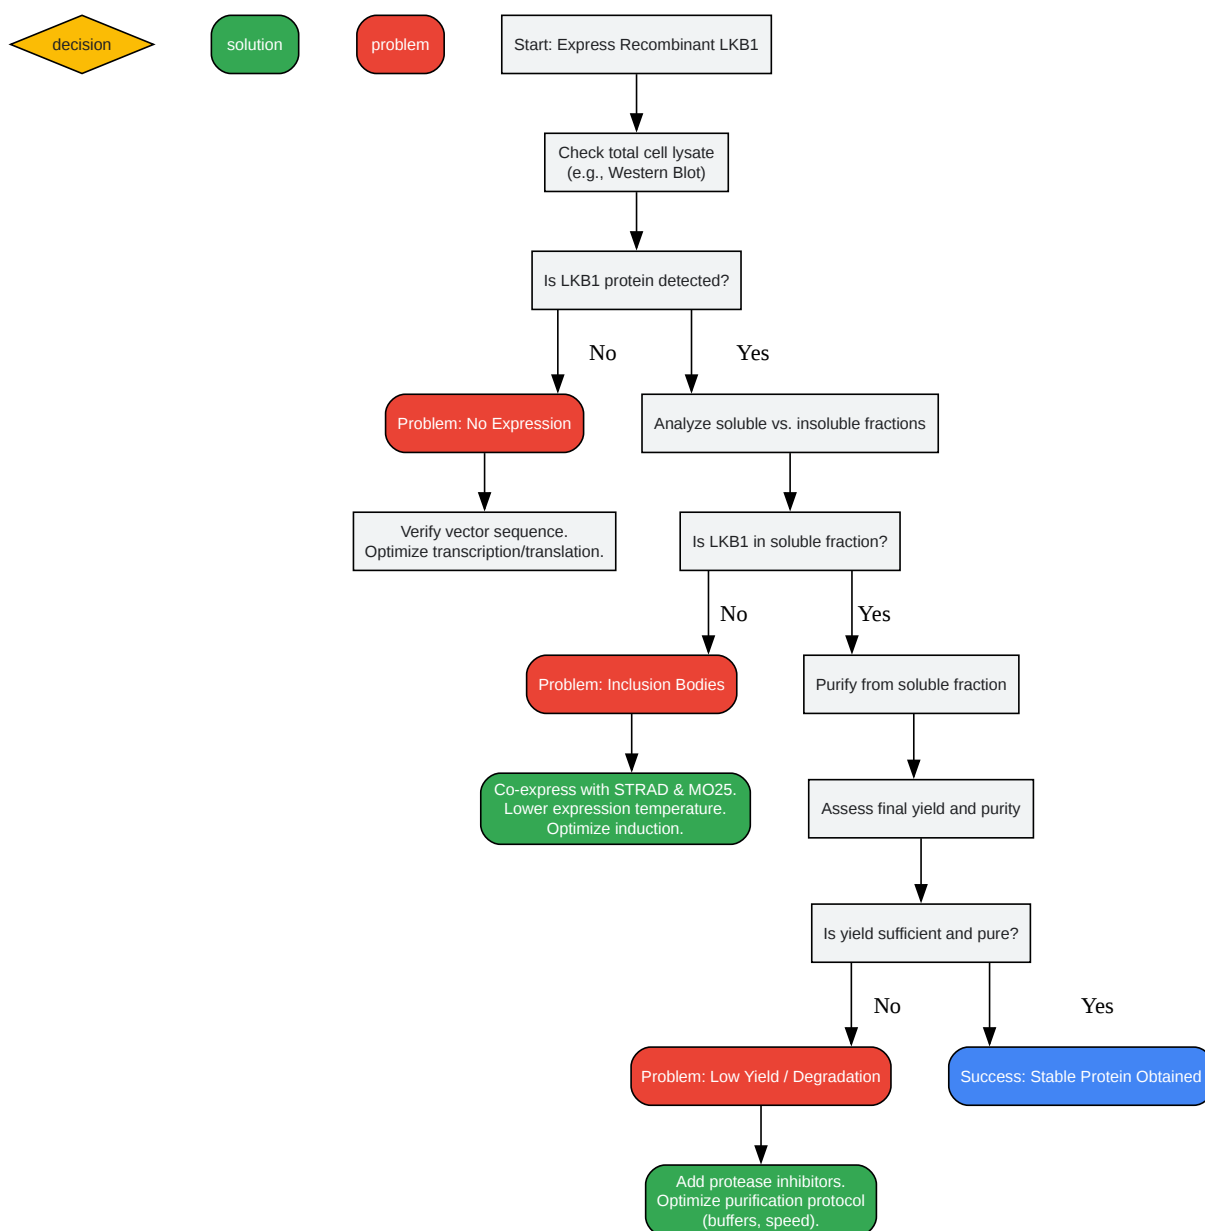 decision
solution
problem
Start: Express Recombinant LKB1
Check total cell lysate
(e.g., Western Blot)
Is LKB1 protein detected?
No
Yes
Problem: No Expression
Analyze soluble vs. insoluble fractions
Verify vector sequence.
Optimize transcription/translation.
Is LKB1 in soluble fraction?
No
Yes
Problem: Inclusion Bodies
Purify from soluble fraction
Co-express with STRAD & MO25.
Lower expression temperature.
Optimize induction.
Assess final yield and purity
Is yield sufficient and pure?
No
Yes
Problem: Low Yield / Degradation
Success: Stable Protein Obtained
Add protease inhibitors.
Optimize purification protocol
(buffers, speed).